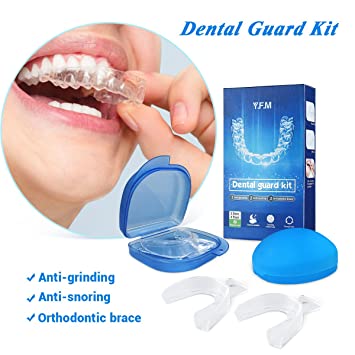 Dental Guard Kit
Y.F.M
Dental guard kit
Anti-grinding
Anti-snoring
Orthodontic brace